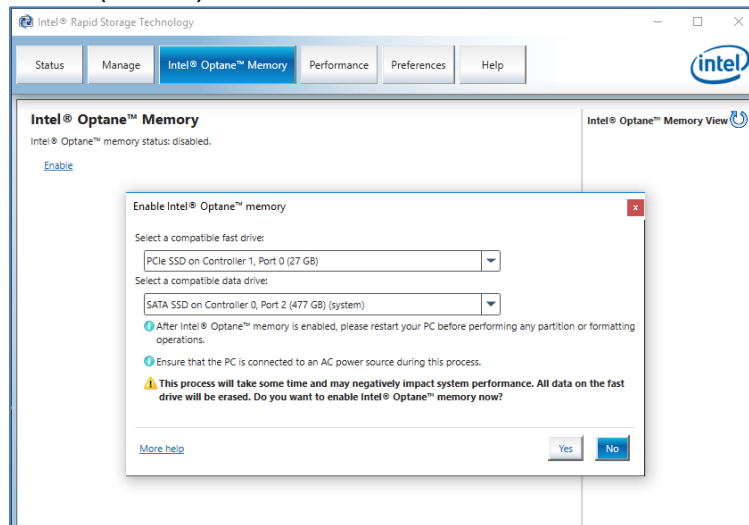 Intel® Rapid Storage Technology
Status Manage Intel® Optane™ Memory Performance Preferences Help
intel
Intel® Optane™ Memory
Intel® Optane™ Memory View
Intel® Optane™ memory status: disabled.
Enable
Enable Intel® Optane™ memory
x
Select a compatible fast drive:
PCIe SSD on Controller 1, Port 0 (27 GB)
Select a compatible data drive:
SATA SSD on Controller 0, Port 2 (477 GB) (system)
After Intel® Optane™ memory is enabled, please restart your PC before performing any partition or formatting
operations.
Ensure that the PC is connected to an AC power source during this process.
This process will take some time and may negatively impact system performance. All data on the fast
drive will be erased. Do you want to enable Intel® Optane™ memory now?
More help
Yes No